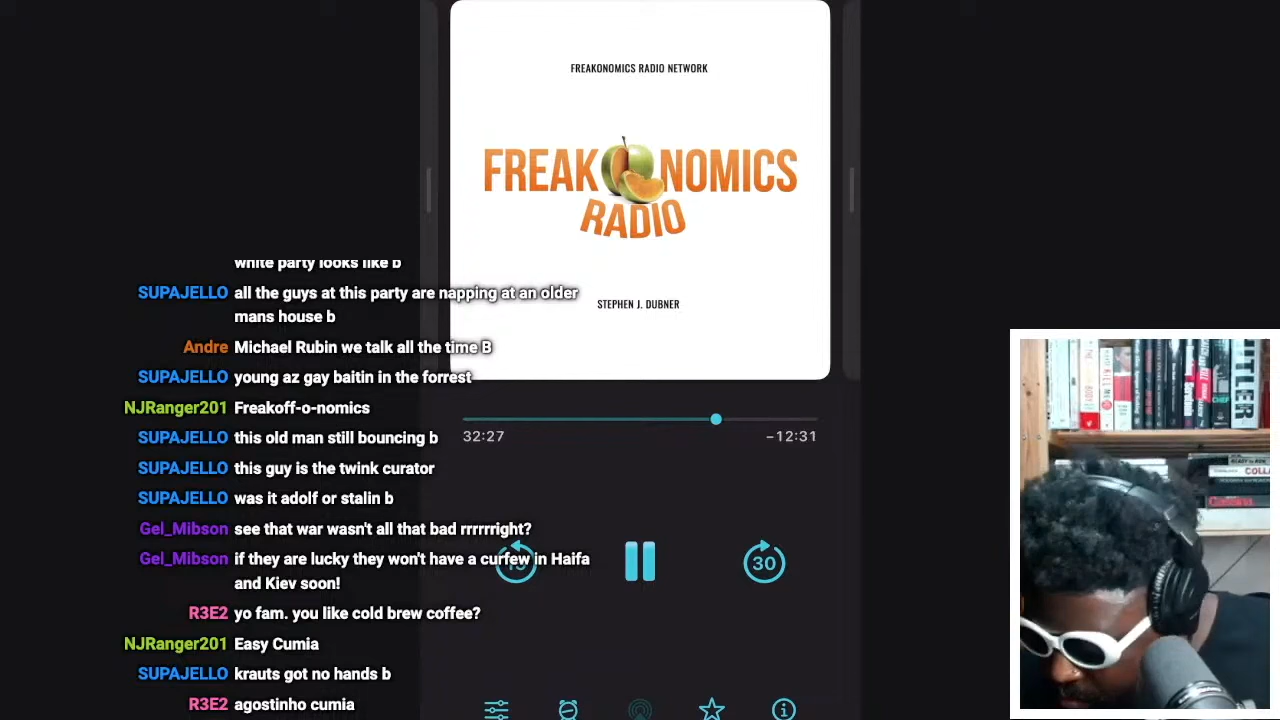 FREAKONOMICS RADIO NETWORK
FREAKONOMICS
RADIO
STEPHEN J. DUBNER
32:27
-12:31
15
30
white party looks like b
SUPAJELLO all the guys at this party are napping at an older
mans house b
Andre Michael Rubin we talk all the time B
SUPAJELLO young az gay baitin in the forrest
NJRanger201 Freakoff-o-nomics
SUPAJELLO this old man still bouncing b
SUPAJELLO this guy is the twink curator
SUPAJELLO was it adolf or stalin b
Gel_Mibson see that war wasn't all that bad rrrrrright?
Gel_Mibson if they are lucky they won't have a curfew in Haifa
and Kiev soon!
R3E2 yo fam. you like cold brew coffee?
NJRanger201 Easy Cumia
SUPAJELLO krauts got no hands b
R3E2 agostinho cumia